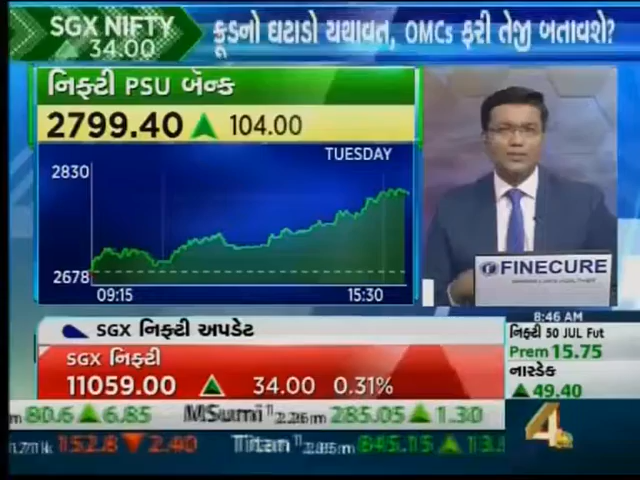 SGX NIFTY
▲ 34.00
ક્રૂડનો ઘટાડો યથાવત, OMCs ફરી તેજી બતાવશે?
નિફ્ટી PSU બૅન્ક
2799.40 ▲ 104.00
TUESDAY
2830
2678
09:15 15:30
FINECURE
8:46 AM
SGX નિફ્ટી અપડેટ
SGX નિફ્ટી
11059.00 ▲ 34.00 0.31%
નિફ્ટી 50 JUL Fut
Prem 15.75
નાસ્ડેક
▲ 49.40
80.6 ▲ 6.85 MSumi 2.26m 285.05 ▲ 1.30
152.8 ▼ 2.40 Titan 845.15 ▲
4